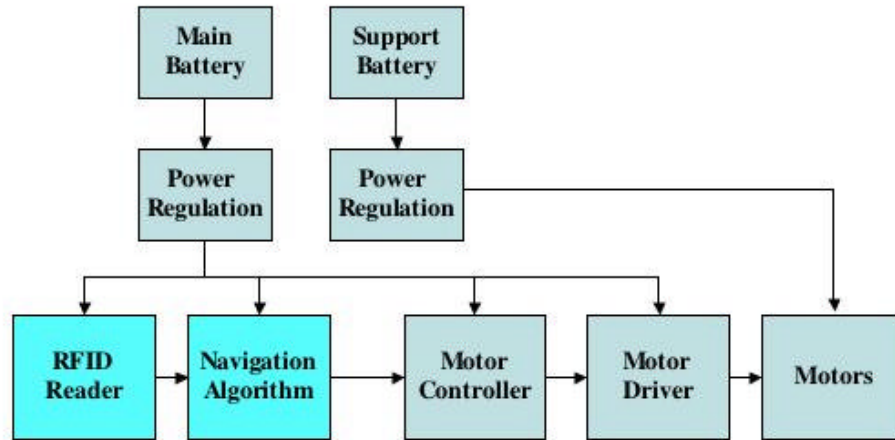 Main
Battery
Support
Battery
Power
Regulation
Power
Regulation
RFID
Reader
Navigation
Algorithm
Motor
Controller
Motor
Driver
Motors